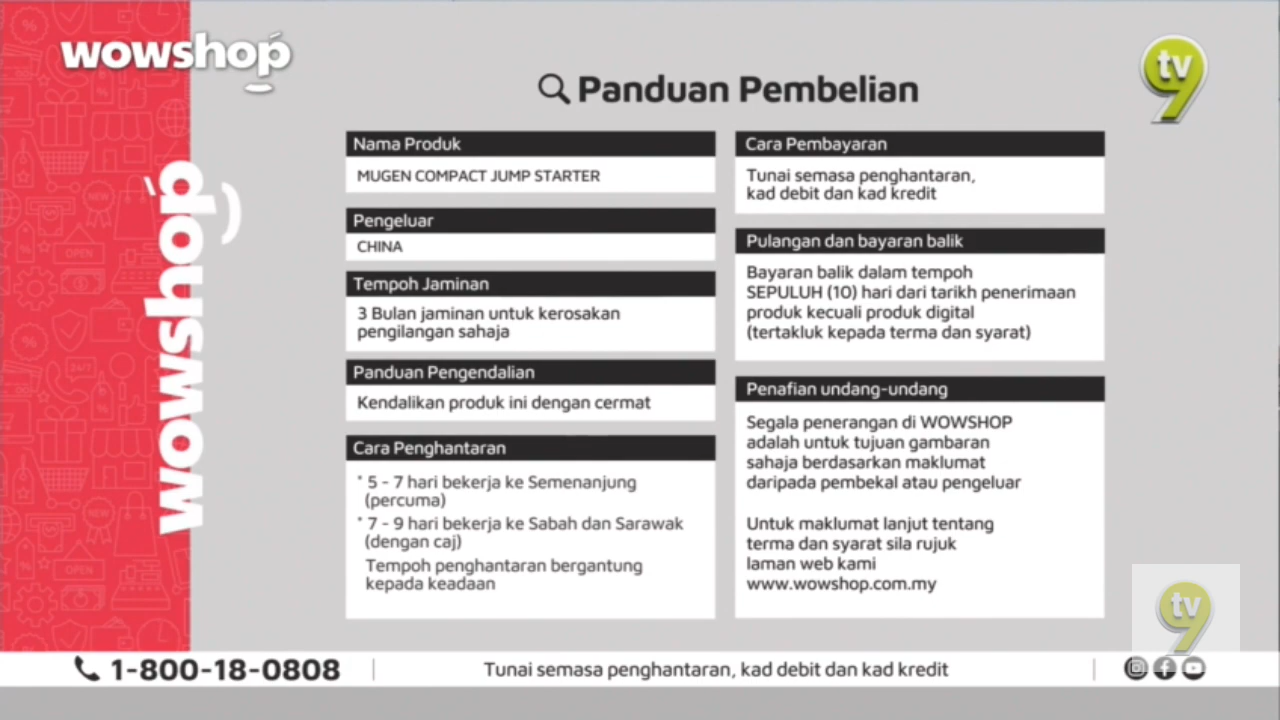 wowshop
tv9
Panduan Pembelian
wowshop
Nama Produk
MUGEN COMPACT JUMP STARTER
Pengeluar
CHINA
Tempoh Jaminan
3 Bulan jaminan untuk kerosakan
pengilangan sahaja
Panduan Pengendalian
Kendalikan produk ini dengan cermat
Cara Penghantaran
* 5 - 7 hari bekerja ke Semenanjung
(percuma)
* 7 - 9 hari bekerja ke Sabah dan Sarawak
(dengan caj)
Tempoh penghantaran bergantung
kepada keadaan
Cara Pembayaran
Tunai semasa penghantaran,
kad debit dan kad kredit
Pulangan dan bayaran balik
Bayaran balik dalam tempoh
SEPULUH (10) hari dari tarikh penerimaan
produk kecuali produk digital
(tertakluk kepada terma dan syarat)
Penafian undang-undang
Segala penerangan di WOWSHOP
adalah untuk tujuan gambaran
sahaja berdasarkan maklumat
daripada pembekal atau pengeluar
Untuk maklumat lanjut tentang
terma dan syarat sila rujuk
laman web kami
www.wowshop.com.my
tv9
1-800-18-0808
Tunai semasa penghantaran, kad debit dan kad kredit